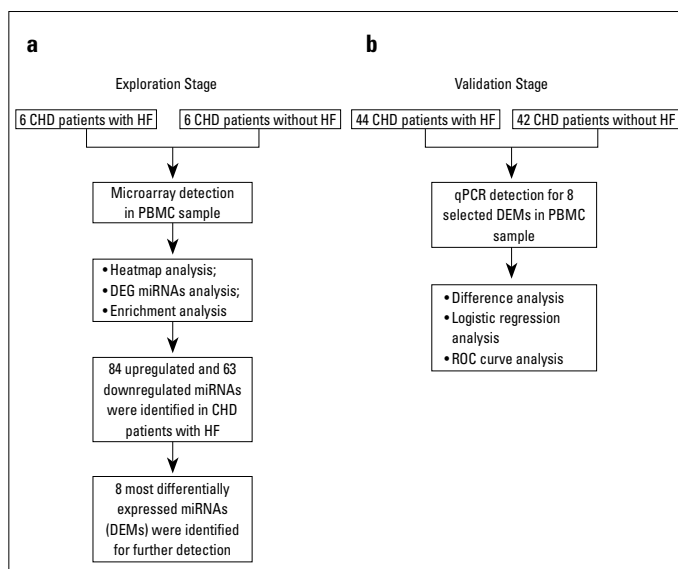 a
Exploration Stage
6 CHD patients with HF
6 CHD patients without HF
Microarray detection
in PBMC sample
• Heatmap analysis;
• DEG miRNAs analysis;
• Enrichment analysis
84 upregulated and 63
downregulated miRNAs
were identified in CHD
patients with HF
8 most differentially
expressed miRNAs
(DEMs) were identified
for further detection
b
Validation Stage
44 CHD patients with HF
42 CHD patients without HF
qPCR detection for 8
selected DEMs in PBMC
sample
• Difference analysis
• Logistic regression
analysis
• ROC curve analysis